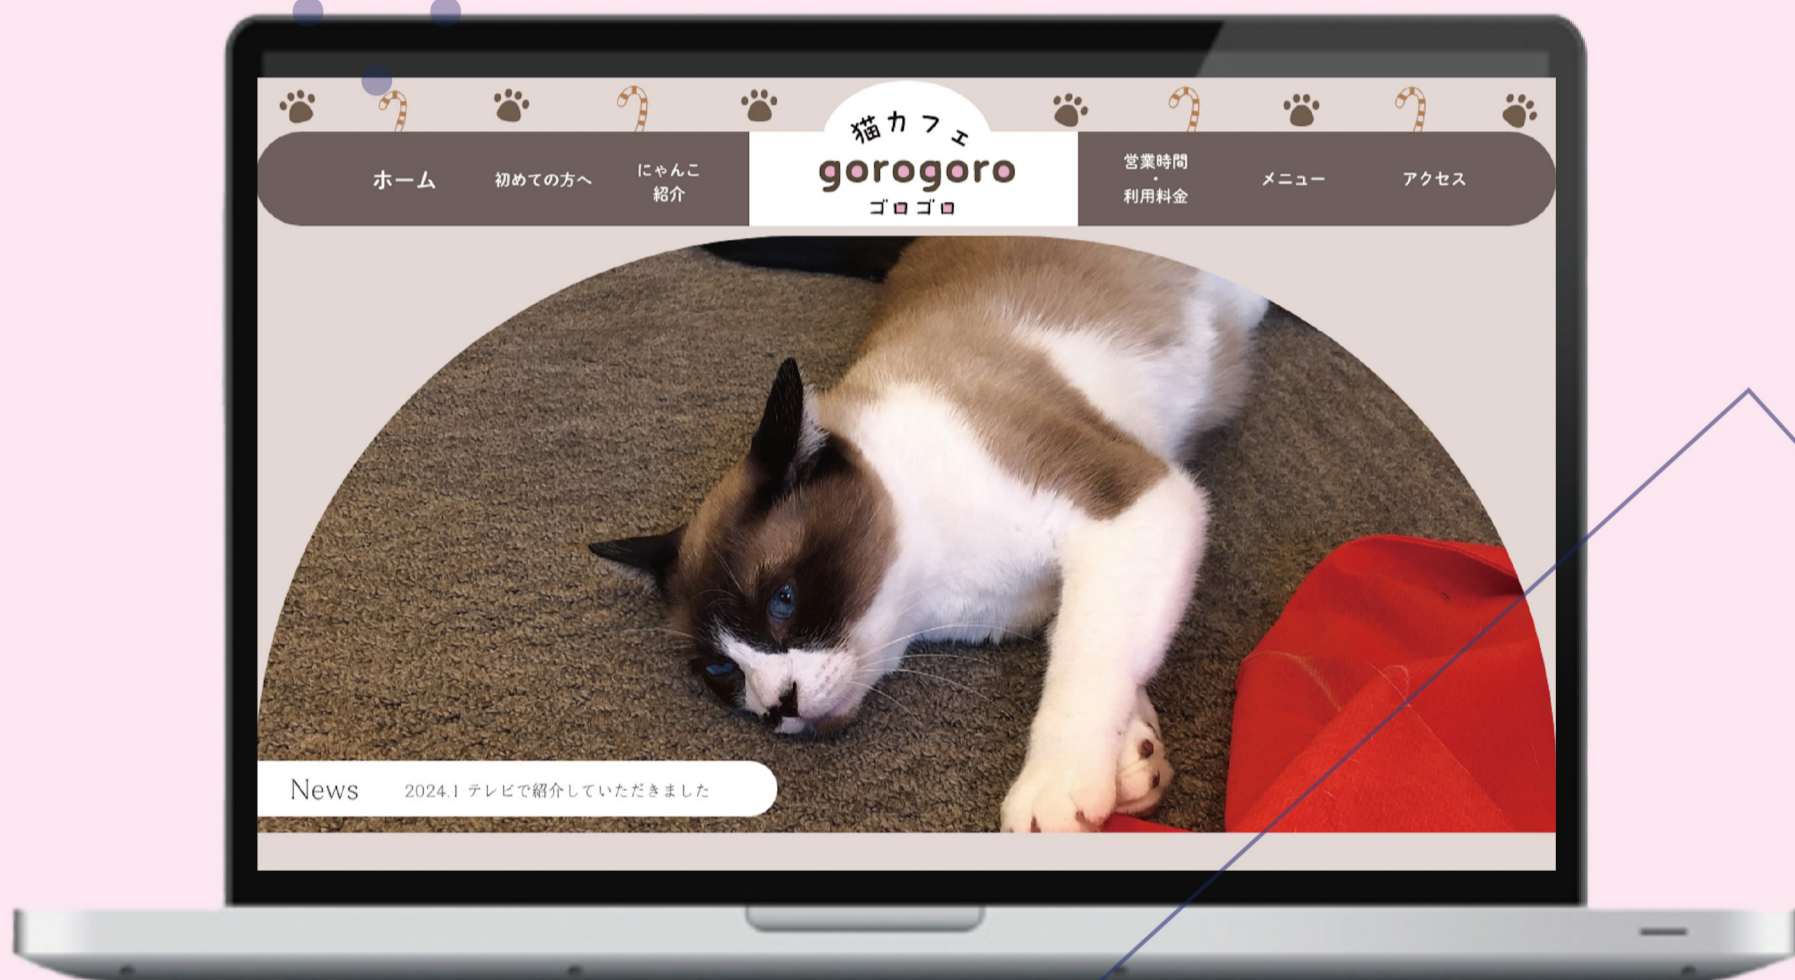 猫カフェ
gorogoro
ゴロゴロ
ホーム
初めての方へ
にゃんこ
紹介
営業時間
・
利用料金
メニュー
アクセス
News
2024.1 テレビで紹介していただきました